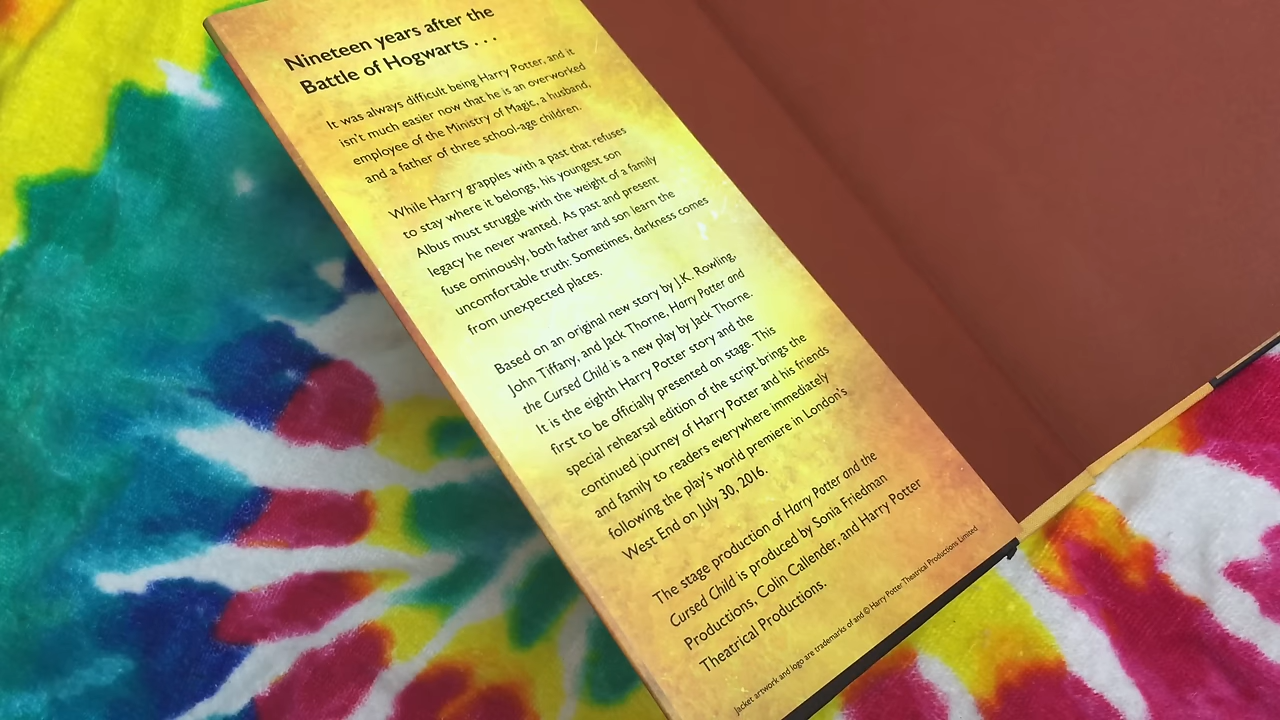 Nineteen years after the
Battle of Hogwarts . . .
It was always difficult being Harry Potter, and it
isn't much easier now that he is an overworked
employee of the Ministry of Magic, a husband,
and a father of three school-age children.
While Harry grapples with a past that refuses
to stay where it belongs, his youngest son
Albus must struggle with the weight of a family
legacy he never wanted. As past and present
fuse ominously, both father and son learn the
uncomfortable truth: Sometimes, darkness comes
from unexpected places.
Based on an original new story by J.K. Rowling,
John Tiffany, and Jack Thorne, Harry Potter and
the Cursed Child is a new play by Jack Thorne.
It is the eighth Harry Potter story and the
first to be officially presented on stage. This
special rehearsal edition of the script brings the
continued journey of Harry Potter and his friends
and family to readers everywhere immediately
following the play's world premiere in London's
West End on July 30, 2016.
The stage production of Harry Potter and the
Cursed Child is produced by Sonia Friedman
Productions, Colin Callender, and Harry Potter
Theatrical Productions.
Jacket artwork and logo are trademarks of and © Harry Potter Theatrical Productions Limited.